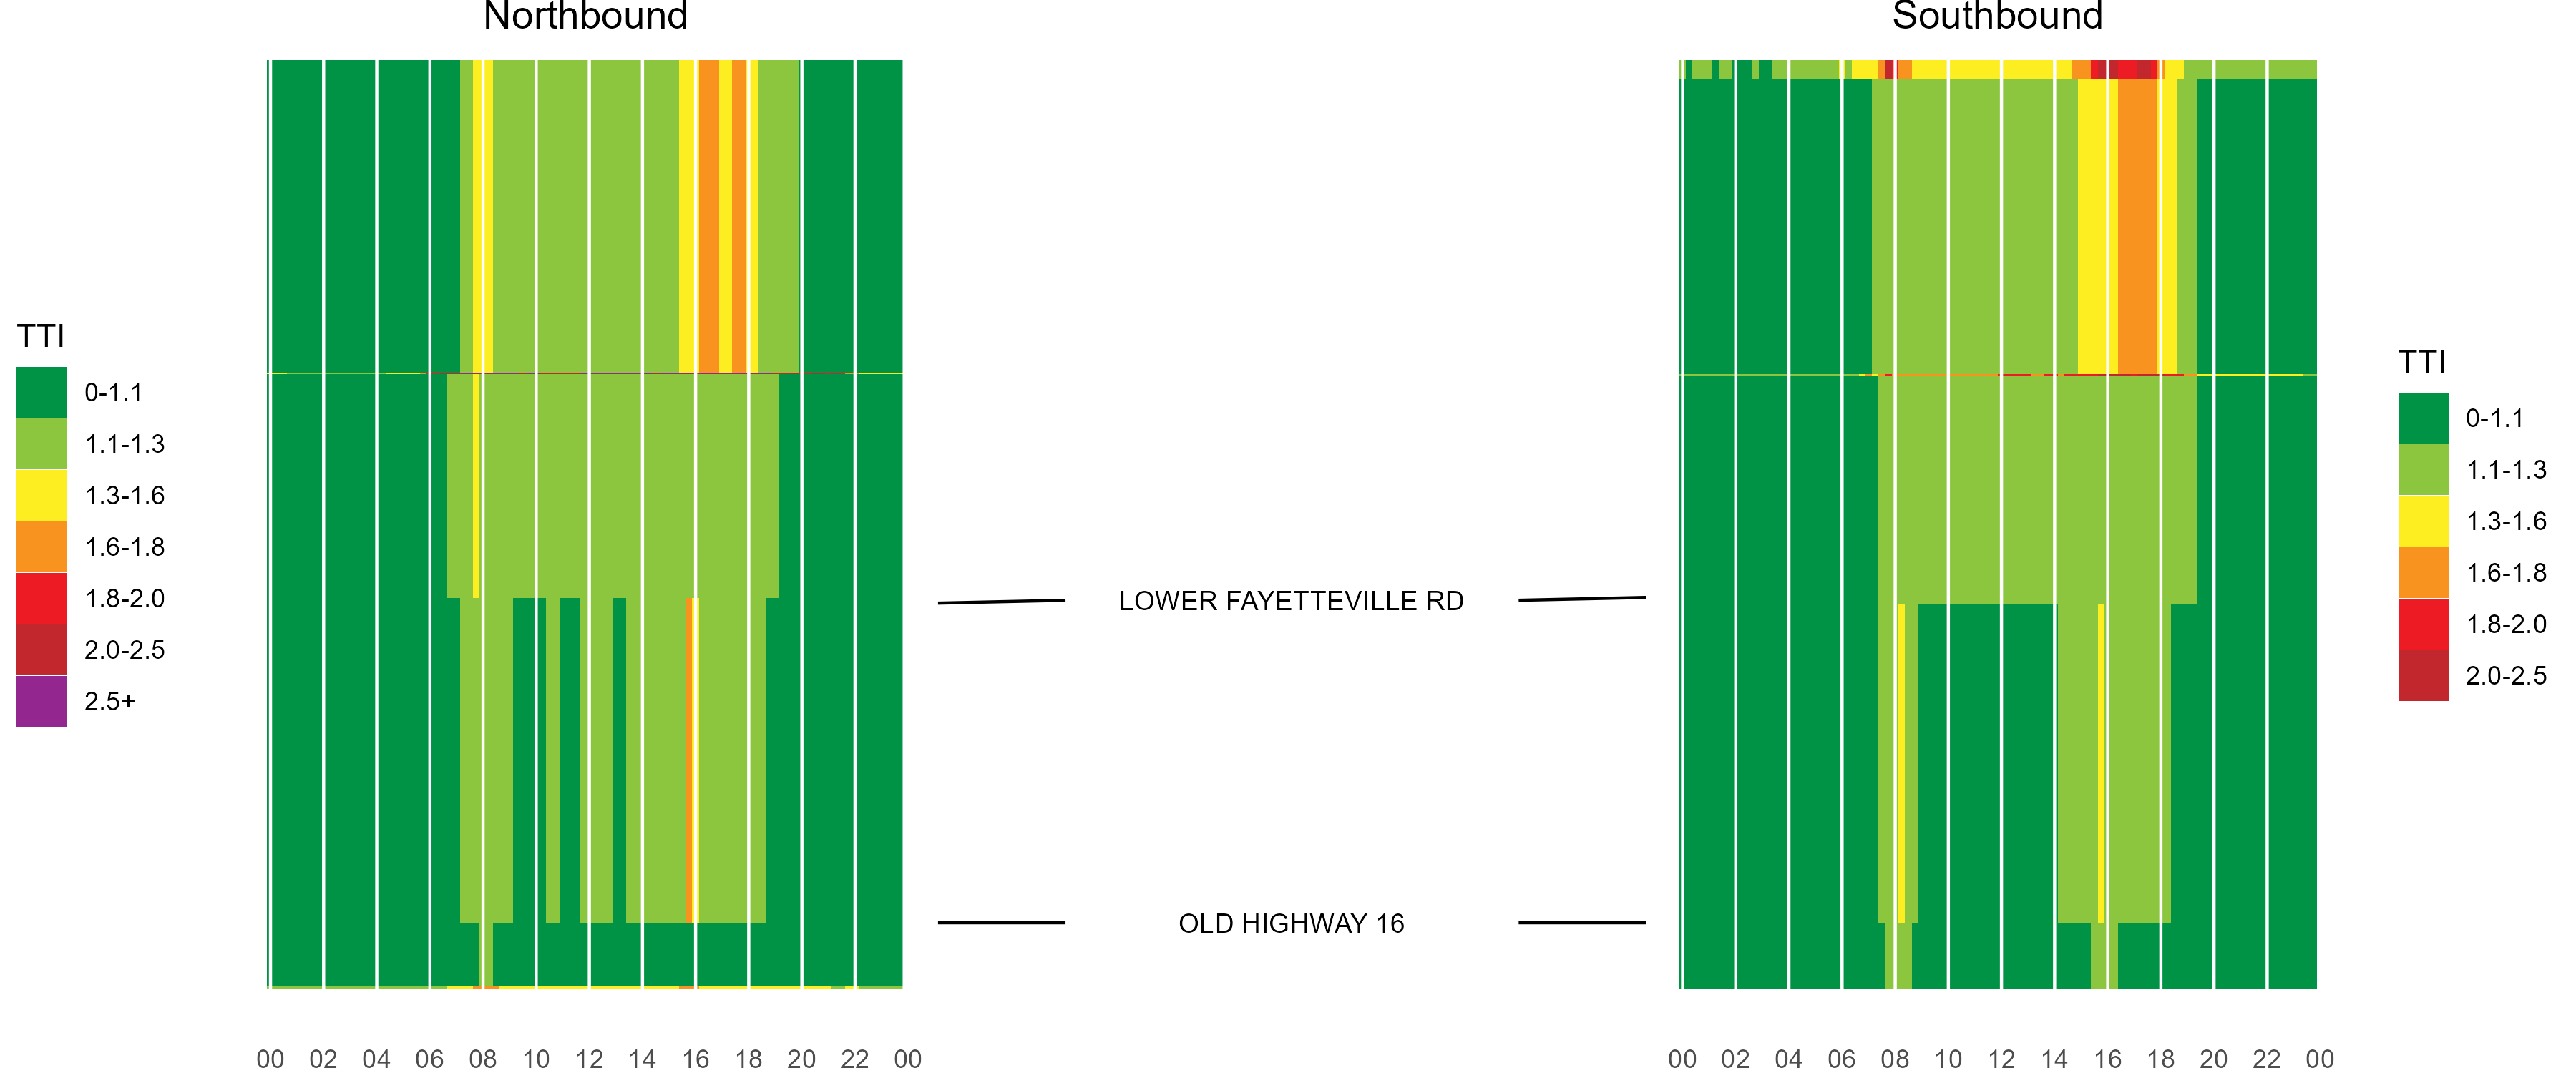 Northbound
Southbound
TTI
0-1.1
1.1-1.3
1.3-1.6
1.6-1.8
1.8-2.0
2.0-2.5
2.5+
LOWER FAYETTEVILLE RD
OLD HIGHWAY 16
TTI
0-1.1
1.1-1.3
1.3-1.6
1.6-1.8
1.8-2.0
2.0-2.5
00 02 04 06 08 10 12 14 16 18 20 22 00
00 02 04 06 08 10 12 14 16 18 20 22 00